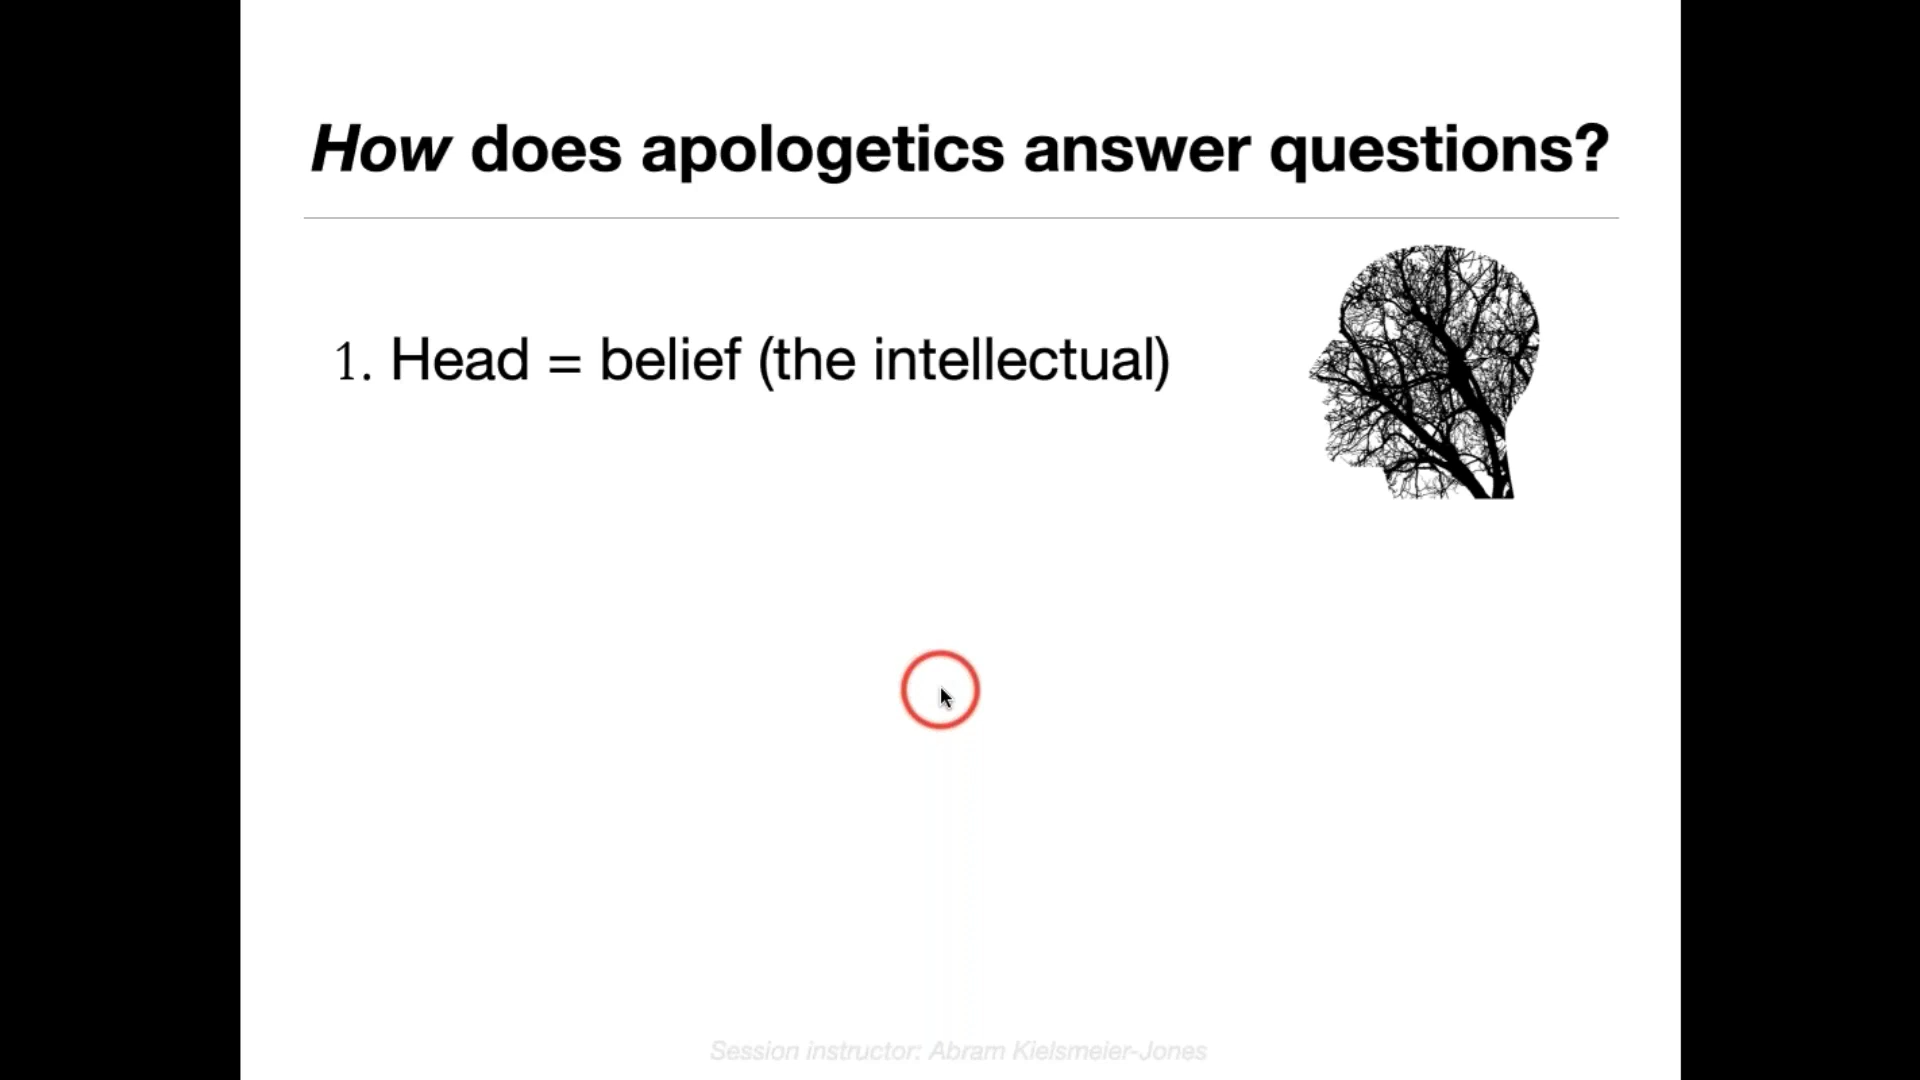 How does apologetics answer questions?
1. Head = belief (the intellectual)
Session instructor: Abram Kielsmeier-Jones